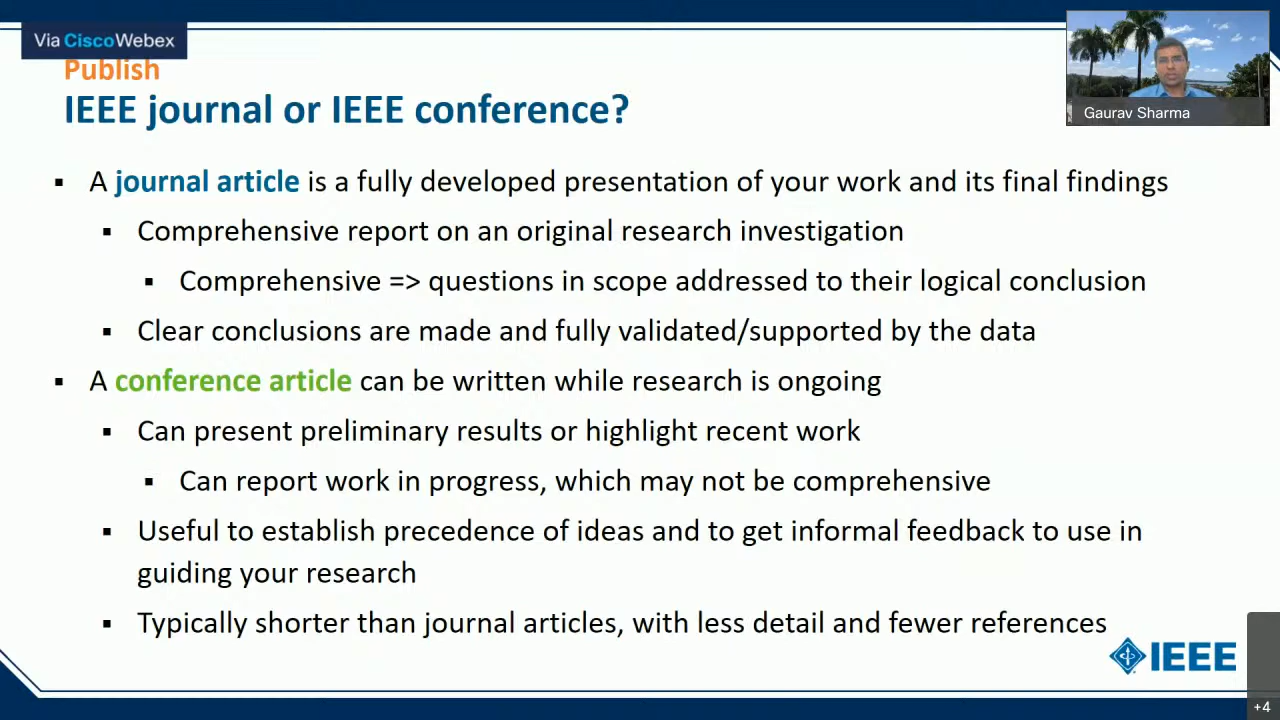 Via CiscoWebex
Publish
IEEE journal or IEEE conference?
Gaurav Sharma
▪ A journal article is a fully developed presentation of your work and its final findings
▪ Comprehensive report on an original research investigation
▪ Comprehensive => questions in scope addressed to their logical conclusion
▪ Clear conclusions are made and fully validated/supported by the data
▪ A conference article can be written while research is ongoing
▪ Can present preliminary results or highlight recent work
▪ Can report work in progress, which may not be comprehensive
▪ Useful to establish precedence of ideas and to get informal feedback to use in
guiding your research
▪ Typically shorter than journal articles, with less detail and fewer references
IEEE
+4